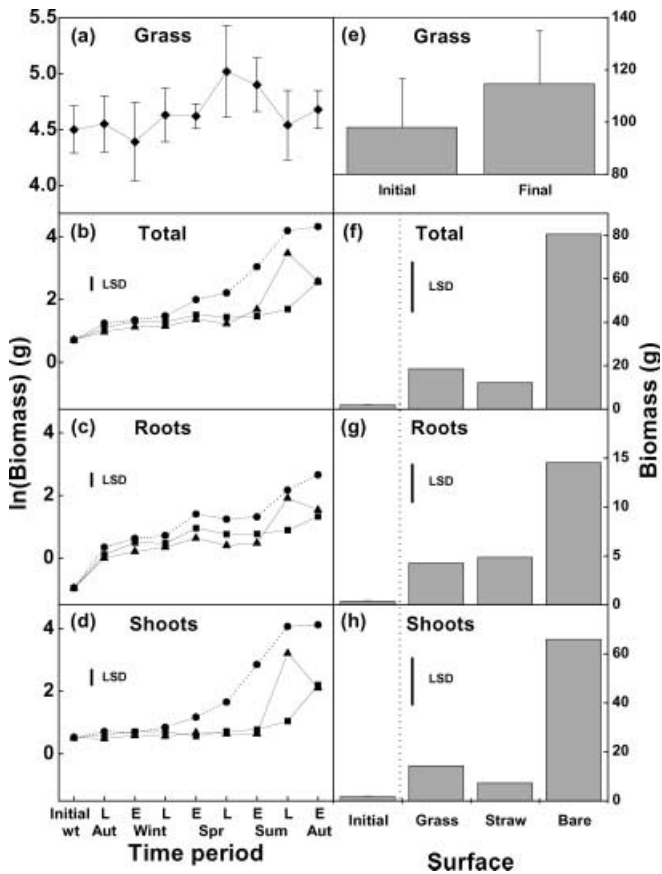 (a) Grass
5.5
5.0
4.5
4.0
(e) Grass
140
120
100
80
Initial Final
(b) Total
LSD
4
2
0
(f) Total
LSD
80
60
40
20
0
(c) Roots
LSD
4
2
0
(g) Roots
LSD
15
10
5
0
(d) Shoots
LSD
4
2
0
(h) Shoots
LSD
60
40
20
0
ln(Biomass) (g)
Biomass (g)
Initial L E L E L E L E
wt Aut Wint Spr Sum Aut
Time period
Initial Grass Straw Bare
Surface